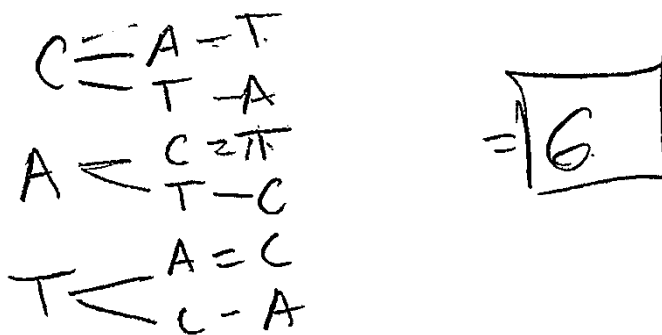 C = A - T
T - A
A C = T
T - C
T A = C
C - A
= 6